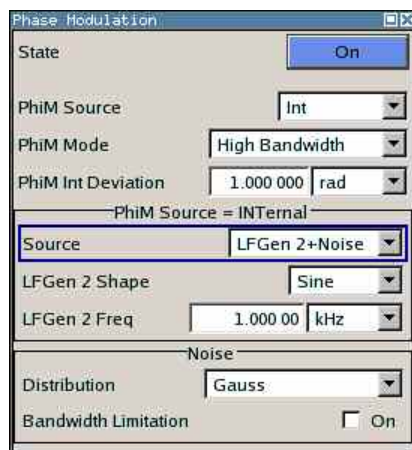 Phase Modulation
State On
PhiM Source Int
PhiM Mode High Bandwidth
PhiM Int Deviation 1.000 000 rad
PhiM Source = INTernal
Source LFGen 2+Noise
LFGen 2 Shape Sine
LFGen 2 Freq 1.000 00 kHz
Noise
Distribution Gauss
Bandwidth Limitation On